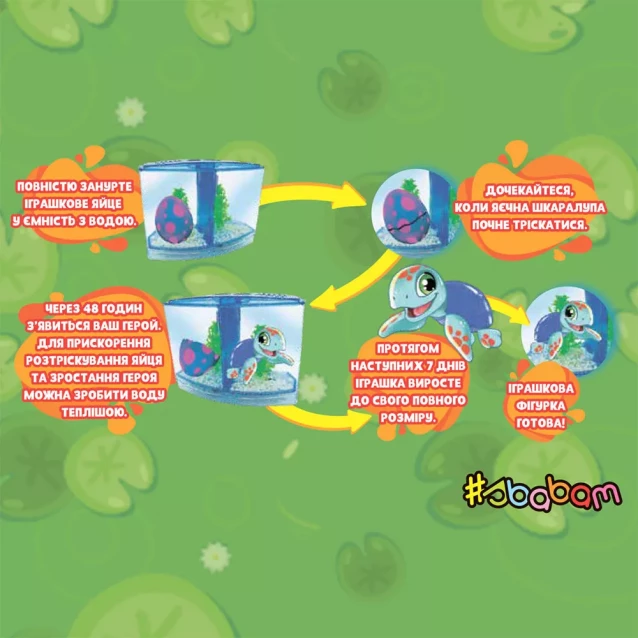 ПОВНІСТЮ ЗАНУРТЕ
ІГРАШКОВЕ ЯЙЦЕ
У ЄМНІСТЬ З ВОДОЮ.
ДОЧЕКАЙТЕСЯ,
КОЛИ ЯЄЧНА ШКАРАЛУПА
ПОЧНЕ ТРІСКАТИСЯ.
ЧЕРЕЗ 48 ГОДИН
З'ЯВИТЬСЯ ВАШ ГЕРОЙ.
ДЛЯ ПРИСКОРЕННЯ
РОЗТРІСКУВАННЯ ЯЙЦЯ
ТА ЗРОСТАННЯ ГЕРОЯ
МОЖНА ЗРОБИТИ ВОДУ
ТЕПЛІШОЮ.
ПРОТЯГОМ
НАСТУПНИХ 7 ДНІВ
ІГРАШКА ВИРОСТЕ
ДО СВОГО ПОВНОГО
РОЗМІРУ.
ІГРАШКОВА
ФІГУРКА
ГОТОВА!
#sbabam